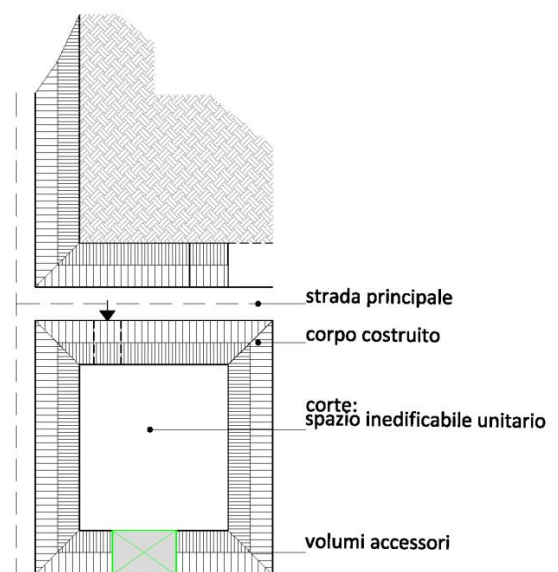 strada principale
corpo costruito
corte:
spazio inedificabile unitario
volumi accessori